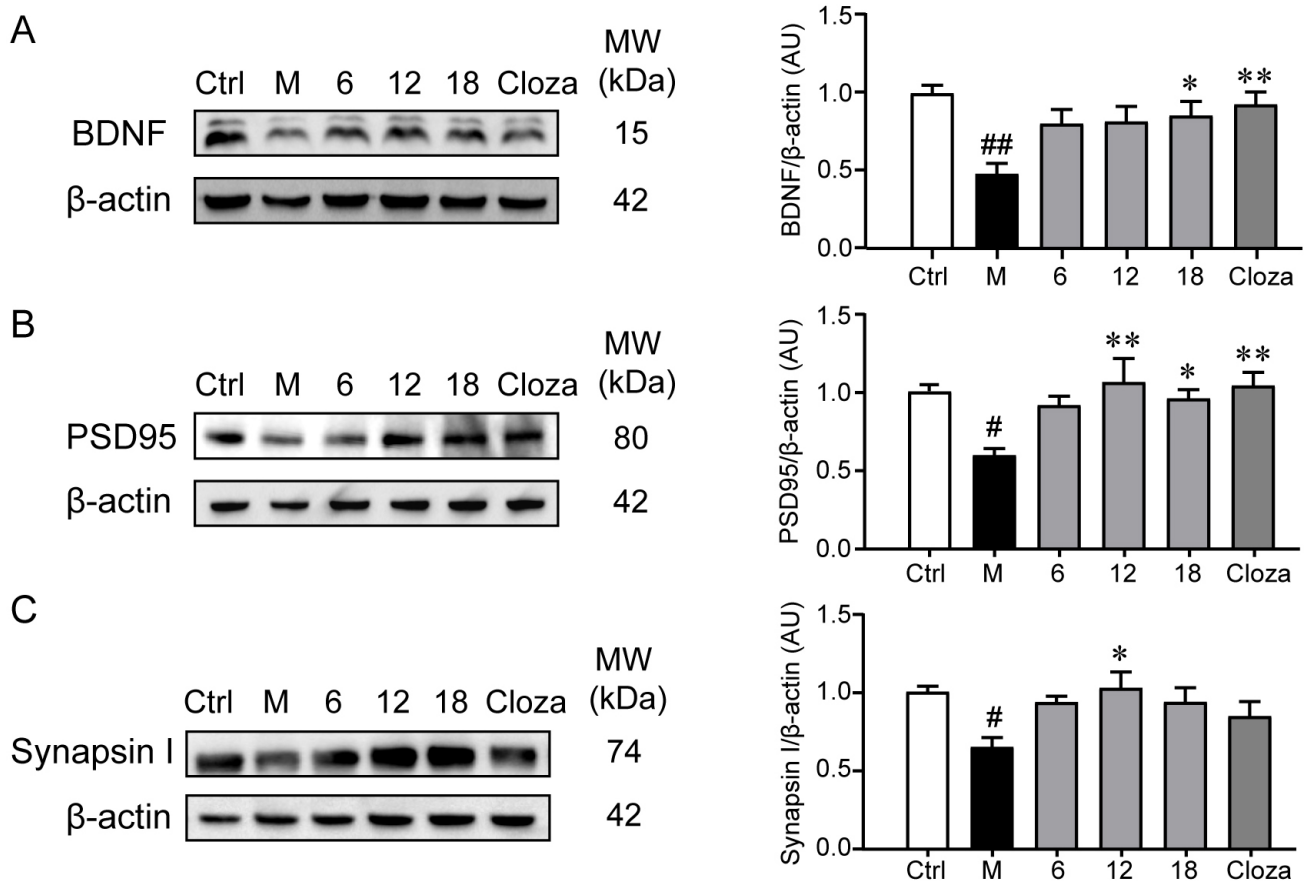 A
MW
(kDa)
Ctrl M 6 12 18 Cloza
BDNF 15
β-actin 42
BDNF/β-actin (AU)
1.5
1.0
0.5
0.0
## * **
Ctrl M 6 12 18 Cloza
B
MW
(kDa)
Ctrl M 6 12 18 Cloza
PSD95 80
β-actin 42
PSD95/β-actin (AU)
1.5
1.0
0.5
0.0
# ** * **
Ctrl M 6 12 18 Cloza
C
MW
(kDa)
Ctrl M 6 12 18 Cloza
Synapsin I 74
β-actin 42
Synapsin I/β-actin (AU)
1.5
1.0
0.5
0.0
# *
Ctrl M 6 12 18 Cloza